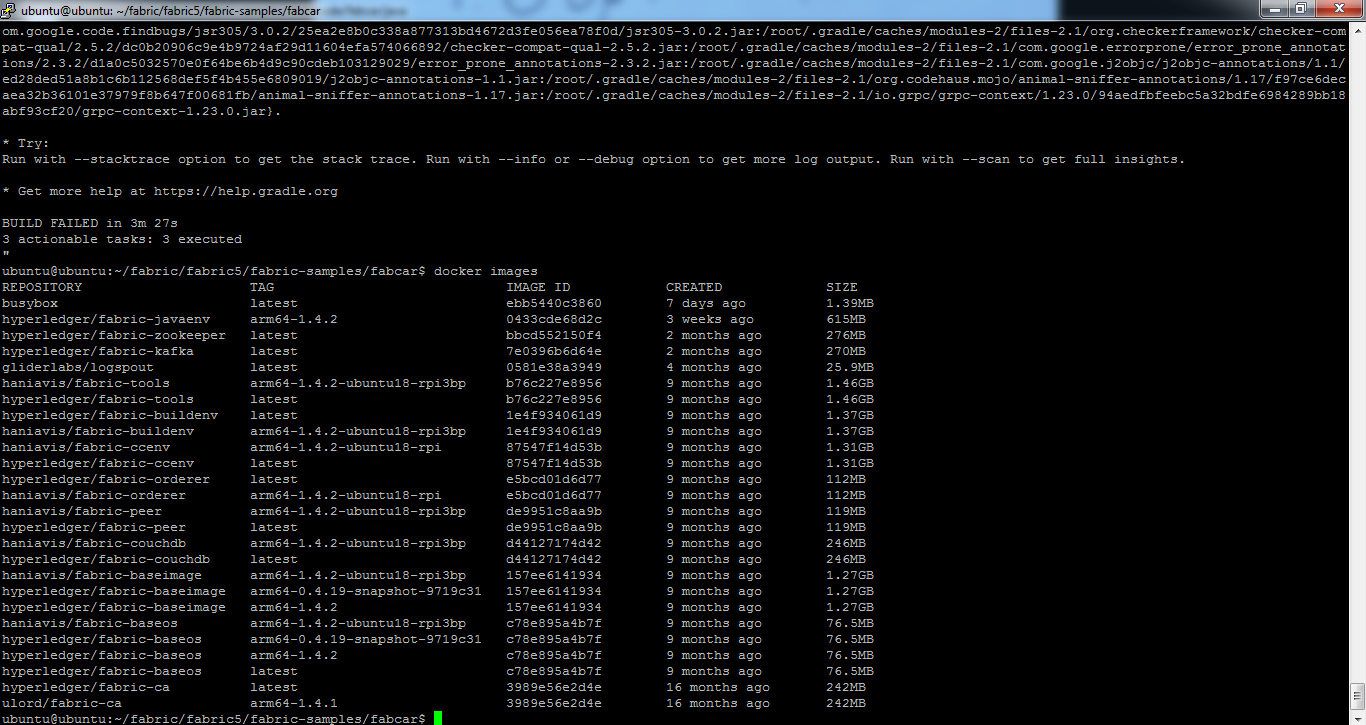 ubuntu@ubuntu: ~/fabric/fabric5/fabric-samples/fabcar
om.google.code.findbugs/jsr305/3.0.2/25ea2e8b0c338a877313bd4672d3fe056ea78f0d/jsr305-3.0.2.jar:/root/.gradle/caches/modules-2/files-2.1/org.checkerframework/checker-com
pat-qual/2.5.2/dc0b20906c9e4b9724af29d11604efa574066892/checker-compat-qual-2.5.2.jar:/root/.gradle/caches/modules-2/files-2.1/com.google.errorprone/error_prone_annotat
ions/2.3.2/d1a0c5032570e0f64be6b4d9c90cdeb103129029/error_prone_annotations-2.3.2.jar:/root/.gradle/caches/modules-2/files-2.1/com.google.j2objc/j2objc-annotations/1.1/
ed28ded51a8b1c6b112568def5f4b455e6809019/j2objc-annotations-1.1.jar:/root/.gradle/caches/modules-2/files-2.1/org.codehaus.mojo/animal-sniffer-annotations/1.17/f97ce6dec
aea32b36101e37979f8b647f00681fb/animal-sniffer-annotations-1.17.jar:/root/.gradle/caches/modules-2/files-2.1/io.grpc/grpc-context/1.23.0/94aedfbfeebc5a32bdfe6984289bb18
abf93cf20/grpc-context-1.23.0.jar}.
* Try:
Run with --stacktrace option to get the stack trace. Run with --info or --debug option to get more log output. Run with --scan to get full insights.
* Get more help at https://help.gradle.org
BUILD FAILED in 3m 27s
3 actionable tasks: 3 executed
"
ubuntu@ubuntu:~/fabric/fabric5/fabric-samples/fabcar$ docker images
REPOSITORY TAG IMAGE ID CREATED SIZE
busybox latest ebb5440c3860 7 days ago 1.39MB
hyperledger/fabric-javaenv arm64-1.4.2 0433cde68d2c 3 weeks ago 615MB
hyperledger/fabric-zookeeper latest bbcd552150f4 2 months ago 276MB
hyperledger/fabric-kafka latest 7e0396b6d64e 2 months ago 270MB
gliderlabs/logspout latest 0581e38a3949 4 months ago 25.9MB
haniavis/fabric-tools arm64-1.4.2-ubuntu18-rpi3bp b76c227e8956 9 months ago 1.46GB
hyperledger/fabric-tools latest b76c227e8956 9 months ago 1.46GB
hyperledger/fabric-buildenv latest 1e4f934061d9 9 months ago 1.37GB
haniavis/fabric-buildenv arm64-1.4.2-ubuntu18-rpi3bp 1e4f934061d9 9 months ago 1.37GB
haniavis/fabric-ccenv arm64-1.4.2-ubuntu18-rpi 87547f14d53b 9 months ago 1.31GB
hyperledger/fabric-ccenv latest 87547f14d53b 9 months ago 1.31GB
hyperledger/fabric-orderer latest e5bcd01d6d77 9 months ago 112MB
haniavis/fabric-orderer arm64-1.4.2-ubuntu18-rpi e5bcd01d6d77 9 months ago 112MB
haniavis/fabric-peer arm64-1.4.2-ubuntu18-rpi3bp de9951c8aa9b 9 months ago 119MB
hyperledger/fabric-peer latest de9951c8aa9b 9 months ago 119MB
haniavis/fabric-couchdb arm64-1.4.2-ubuntu18-rpi3bp d44127174d42 9 months ago 246MB
hyperledger/fabric-couchdb latest d44127174d42 9 months ago 246MB
haniavis/fabric-baseimage arm64-1.4.2-ubuntu18-rpi3bp 157ee6141934 9 months ago 1.27GB
hyperledger/fabric-baseimage arm64-0.4.19-snapshot-9719c31 157ee6141934 9 months ago 1.27GB
hyperledger/fabric-baseimage arm64-1.4.2 157ee6141934 9 months ago 1.27GB
haniavis/fabric-baseos arm64-1.4.2-ubuntu18-rpi3bp c78e895a4b7f 9 months ago 76.5MB
hyperledger/fabric-baseos arm64-0.4.19-snapshot-9719c31 c78e895a4b7f 9 months ago 76.5MB
hyperledger/fabric-baseos arm64-1.4.2 c78e895a4b7f 9 months ago 76.5MB
hyperledger/fabric-baseos latest c78e895a4b7f 9 months ago 76.5MB
hyperledger/fabric-ca latest 3989e56e2d4e 16 months ago 242MB
ulord/fabric-ca arm64-1.4.1 3989e56e2d4e 16 months ago 242MB
ubuntu@ubuntu:~/fabric/fabric5/fabric-samples/fabcar$